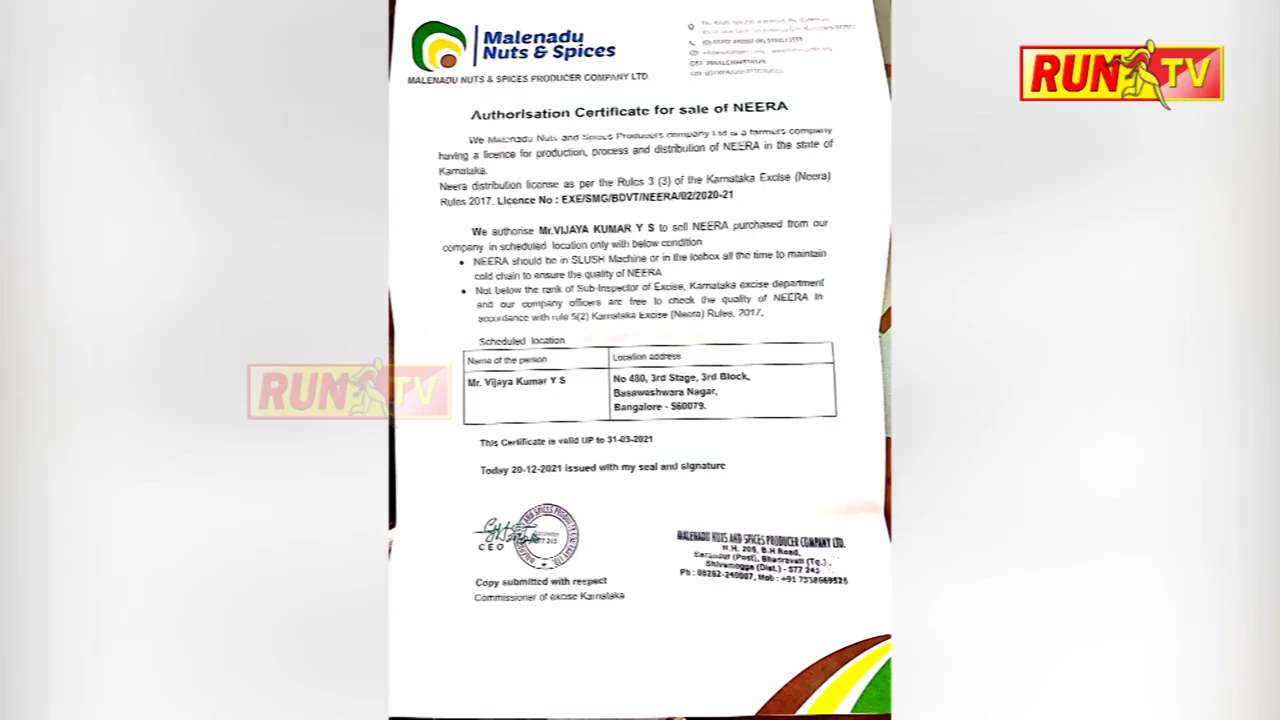 Malenadu
Nuts & Spices
MALENADU NUTS & SPICES PRODUCER COMPANY LTD.
RUN TV
Authorisation Certificate for sale of NEERA
We Malenadu Nuts and Spices Producers company Ltd is a farmers company
having a licence for production, process and distribution of NEERA in the state of
Karnataka.
Neera distribution license as per the Rules 3 (3) of the Karnataka Excise (Neera)
Rules 2017. Licence No : EXE/SMG/BDVT/NEERA/02/2020-21
We authorise Mr.VIJAYA KUMAR Y S to sell NEERA purchased from our
company in scheduled location only with below condition
• NEERA should be in SLUSH Machine or in the icebox all the time to maintain
cold chain to ensure the quality of NEERA
• Not below the rank of Sub-Inspector of Excise, Karnataka excise department
and our company officers are free to check the quality of NEERA in
accordance with rule 5(2) Karnataka Excise (Neera) Rules, 2017,
Scheduled location
Name of the person
Location address
Mr. Vijaya Kumar Y S
No 480, 3rd Stage, 3rd Block,
Basaweshwara Nagar,
Bangalore - 560079.
RUN TV
This Certificate is valid UP to 31-03-2021
Today 20-12-2021 issued with my seal and signature
CEO
MALENADU NUTS AND SPICES PRODUCER COMPANY LTD.
B.H Road,
(Post), Bhadravati (Tq.)
Shivamogga (Dist.) - 577 245
Ph : 08282-240007, Mob : +91
Copy submitted with respect
Commissioner of excise Karnataka